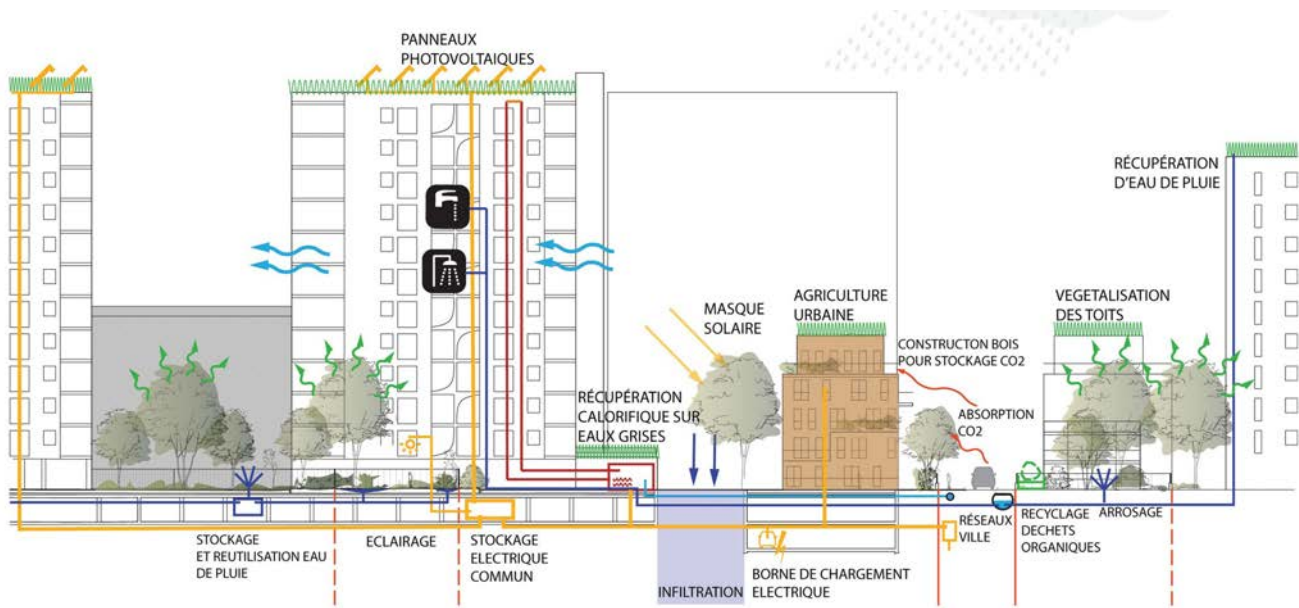 PANNEAUX
PHOTOVOLTAIQUES
RÉCUPÉRATION
D'EAU DE PLUIE
MASQUE
SOLAIRE
AGRICULTURE
URBAINE
VEGETALISATION
DES TOITS
CONSTRUCTON BOIS
POUR STOCKAGE CO2
RÉCUPÉRATION
CALORIFIQUE SUR
EAUX GRISES
ABSORPTION
CO2
STOCKAGE
ET REUTILISATION EAU
DE PLUIE
ECLAIRAGE
STOCKAGE
ELECTRIQUE
COMMUN
INFILTRATION
BORNE DE CHARGEMENT
ELECTRIQUE
RÉSEAUX
VILLE
RECYCLAGE
DECHETS
ORGANIQUES
ARROSAGE